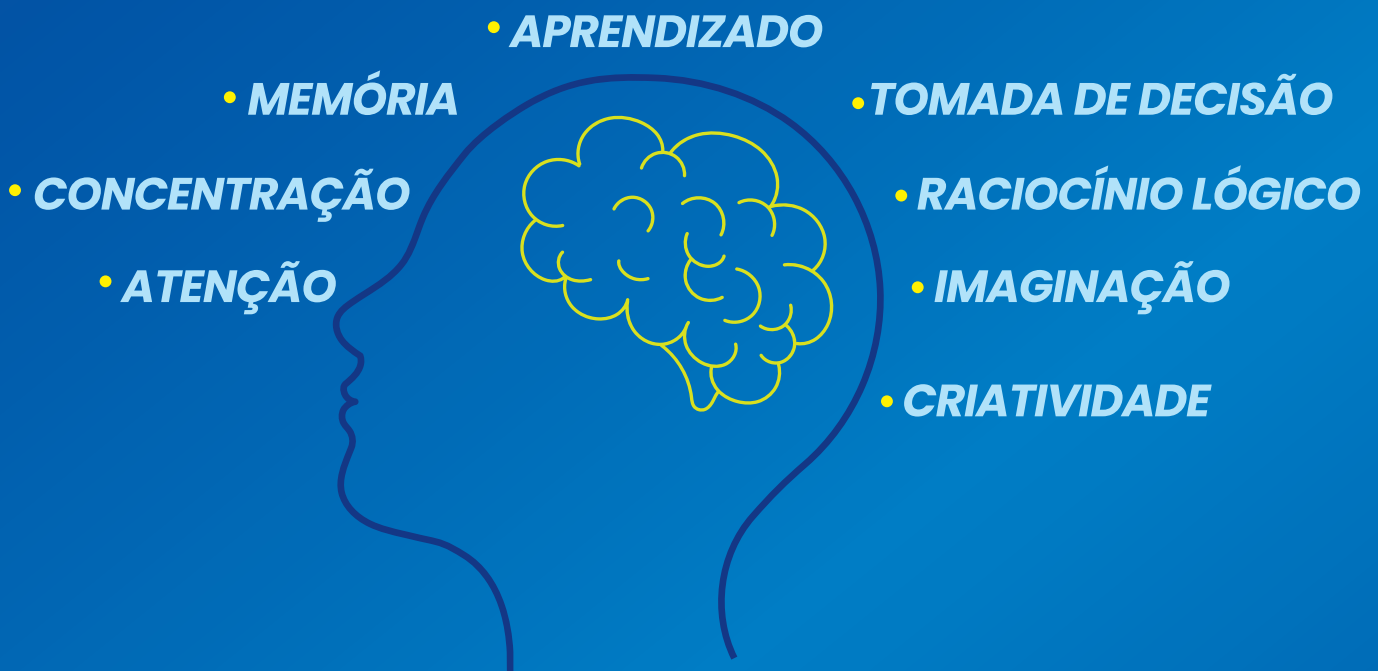 • APRENDIZADO
• MEMÓRIA
• TOMADA DE DECISÃO
• CONCENTRAÇÃO
• RACIOCÍNIO LÓGICO
• ATENÇÃO
• IMAGINAÇÃO
• CRIATIVIDADE